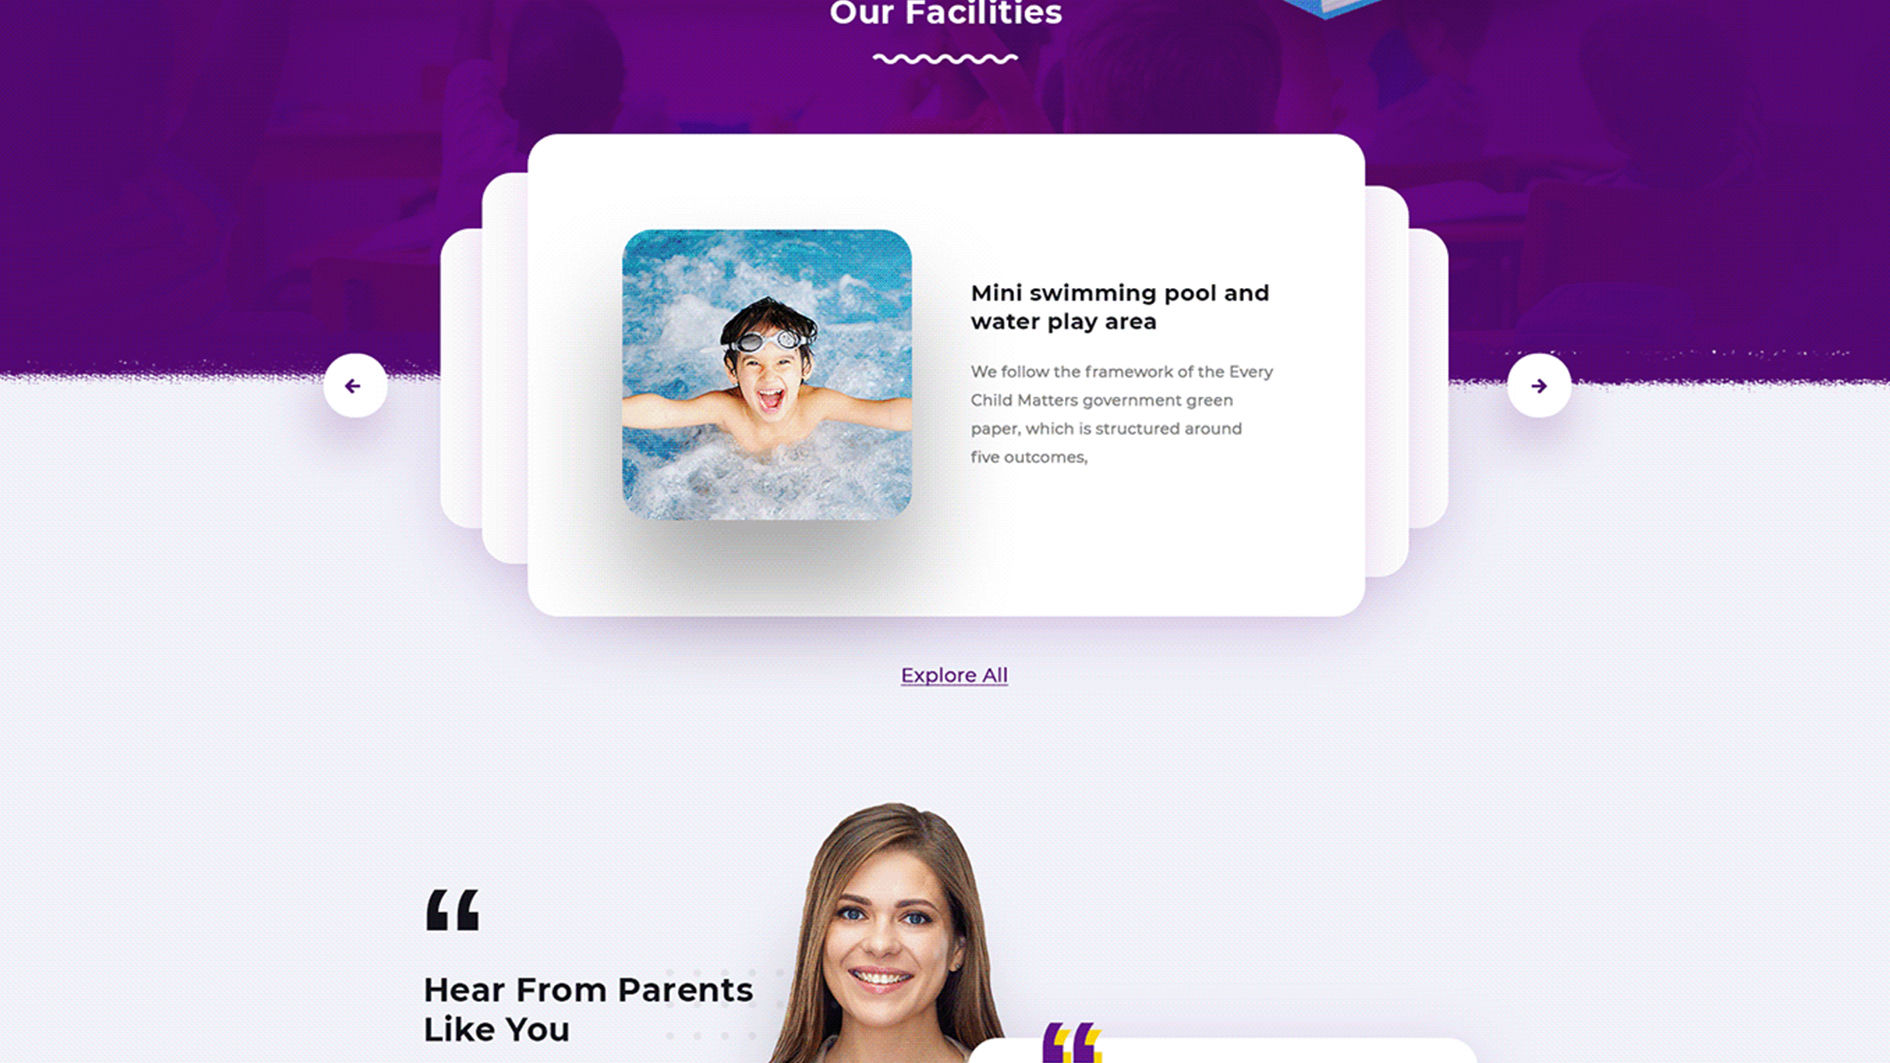 Our Facilities
Mini swimming pool and
water play area
We follow the framework of the Every
Child Matters government green
paper, which is structured around
five outcomes,
Explore All
“
Hear From Parents
Like You
“